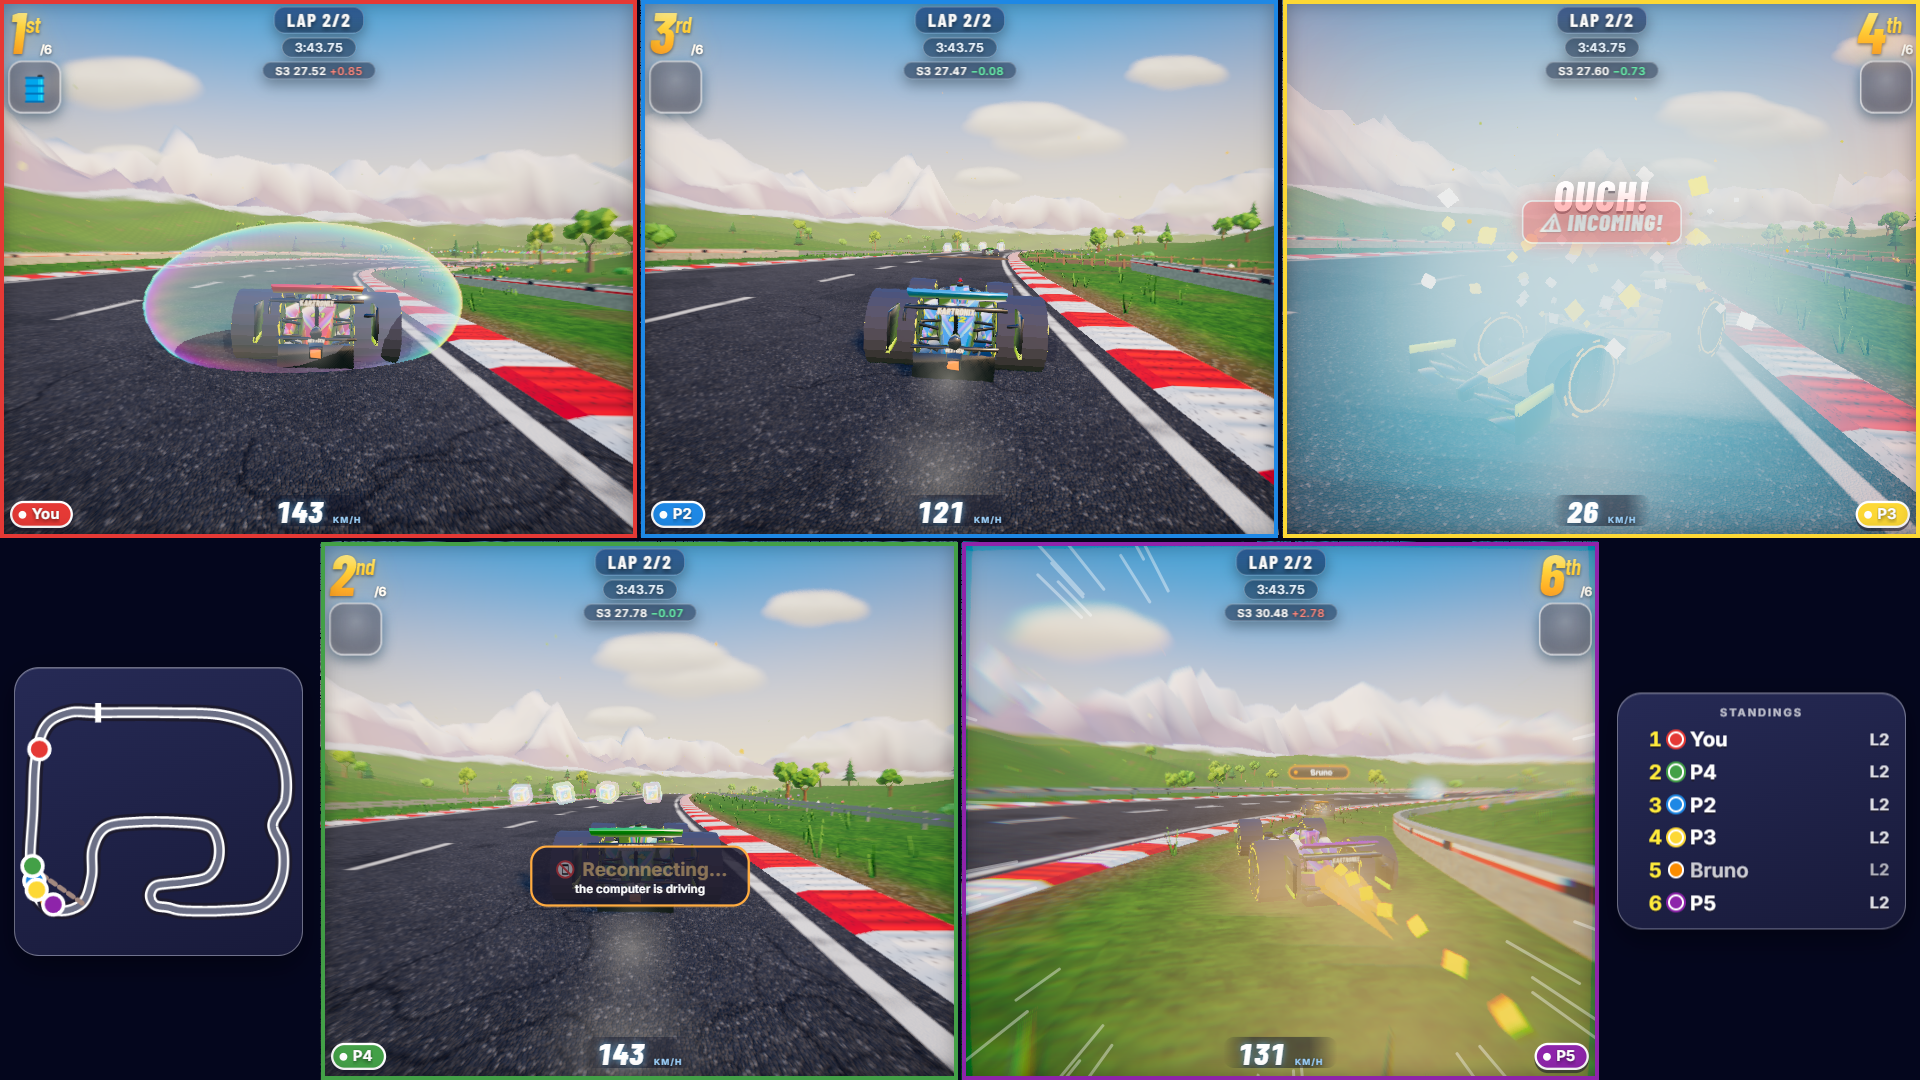 1st /6
LAP 2/2
3:43.75
S3 27.52 +0.85
You
143 KM/H
3rd /6
LAP 2/2
3:43.75
S3 27.47 −0.08
KARTRONIX
P2
121 KM/H
4th /6
LAP 2/2
3:43.75
S3 27.60 −0.73
OUCH!
⚠ INCOMING!
26 KM/H
P3
2nd /6
LAP 2/2
3:43.75
S3 27.78 −0.07
Reconnecting...
the computer is driving
P4
143 KM/H
6th /6
LAP 2/2
3:43.75
S3 30.48 +2.78
Bruno
131 KM/H
P5
STANDINGS
1 You L2
2 P4 L2
3 P2 L2
4 P3 L2
5 Bruno L2
6 P5 L2